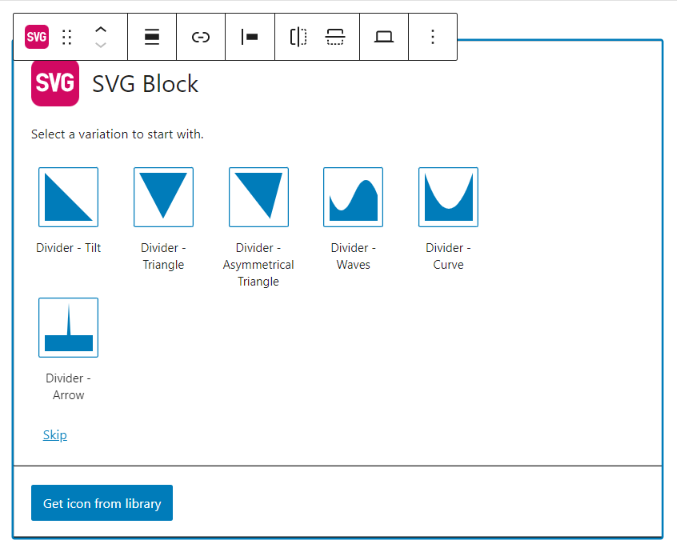 SVG
SVG
SVG Block
Select a variation to start with.
Divider - Tilt
Divider -
Triangle
Divider -
Asymmetrical
Triangle
Divider -
Waves
Divider -
Curve
Divider -
Arrow
Skip
Get icon from library